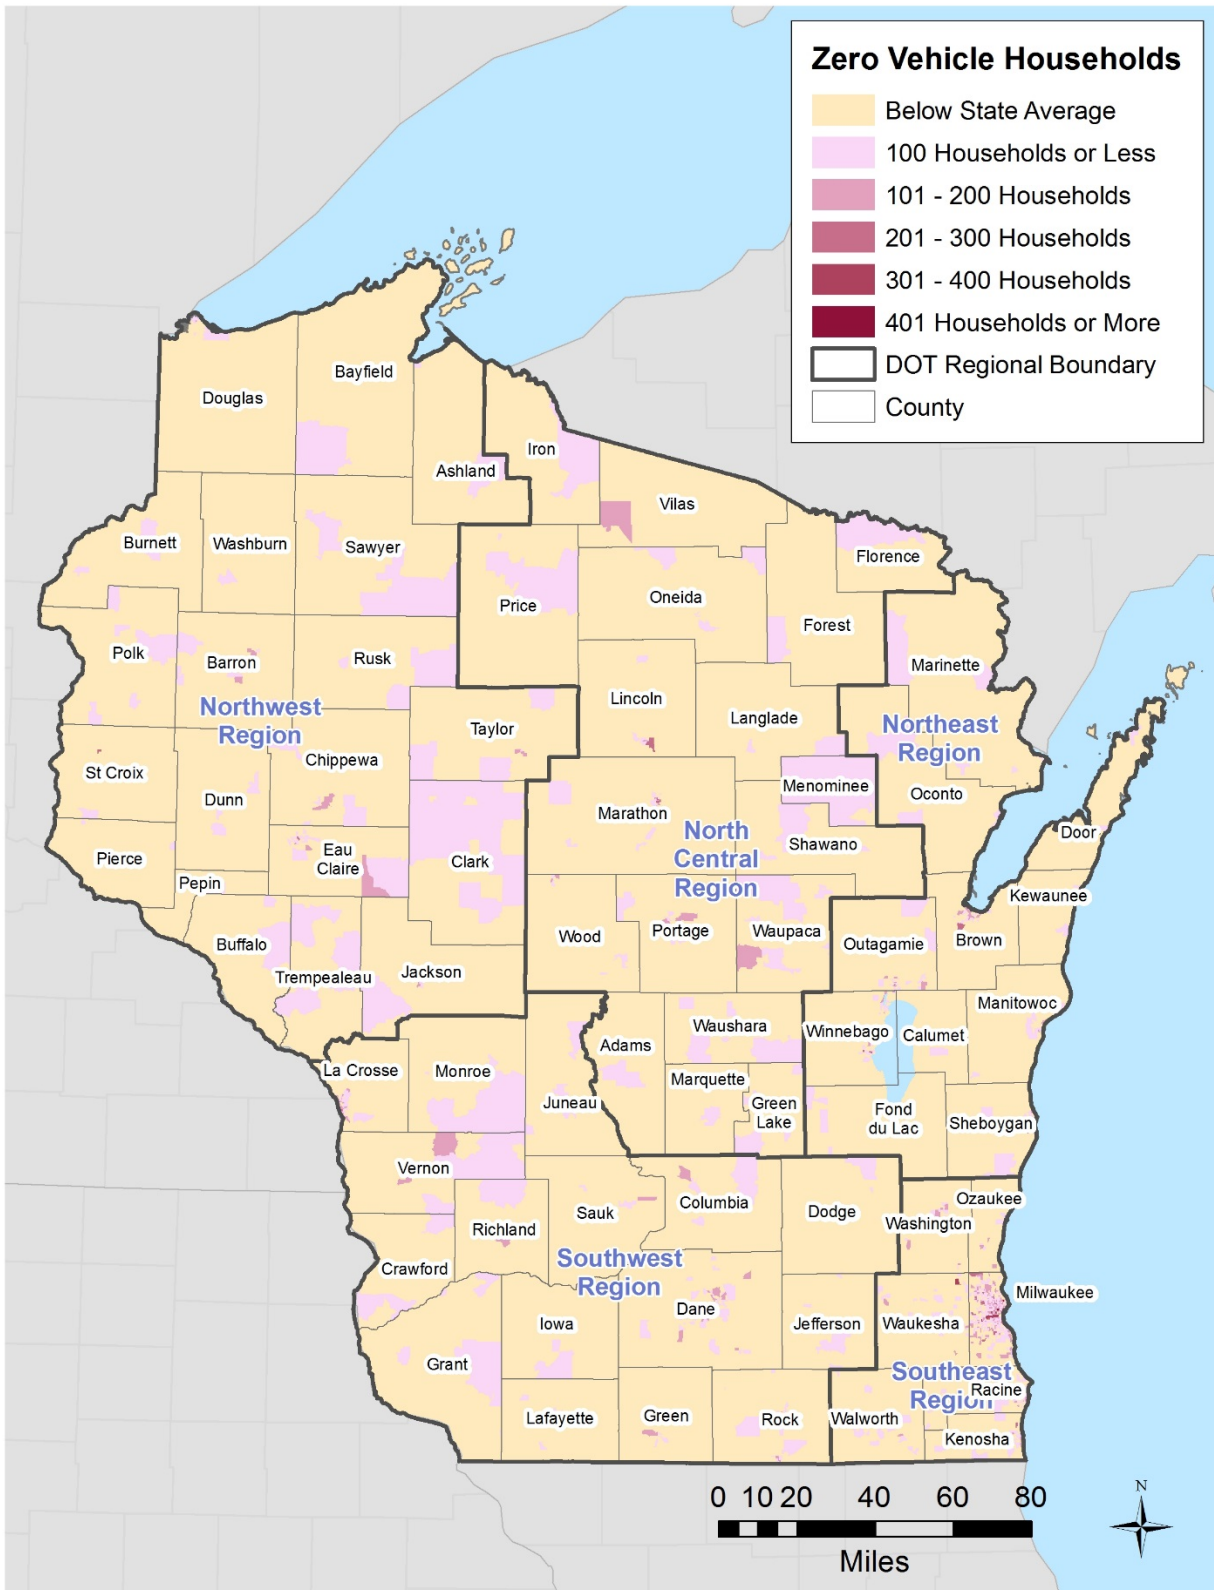 Zero Vehicle Households
Below State Average
100 Households or Less
101 - 200 Households
201 - 300 Households
301 - 400 Households
401 Households or More
DOT Regional Boundary
County
Bayfield
Douglas
Iron
Ashland
Vilas
Burnett
Washburn
Sawyer
Florence
Price
Oneida
Forest
Polk
Barron
Rusk
Marinette
Northwest
Region
Lincoln
Langlade
Northeast
Region
Taylor
St Croix
Chippewa
Dunn
Menominee
Oconto
Marathon
North
Central
Region
Shawano
Door
Pierce
Eau
Claire
Clark
Pepin
Kewaunee
Buffalo
Wood
Portage
Waupaca
Outagamie
Brown
Trempealeau
Jackson
Manitowoc
Waushara
Winnebago
Calumet
Adams
La Crosse
Monroe
Marquette
Juneau
Green
Lake
Fond
du Lac
Sheboygan
Vernon
Columbia
Ozaukee
Sauk
Dodge
Washington
Richland
Crawford
Southwest
Region
Milwaukee
Dane
Iowa
Jefferson
Waukesha
Grant
Southeast
Region
Racine
Lafayette
Green
Rock
Walworth
Kenosha
0 10 20 40 60 80
Miles
N